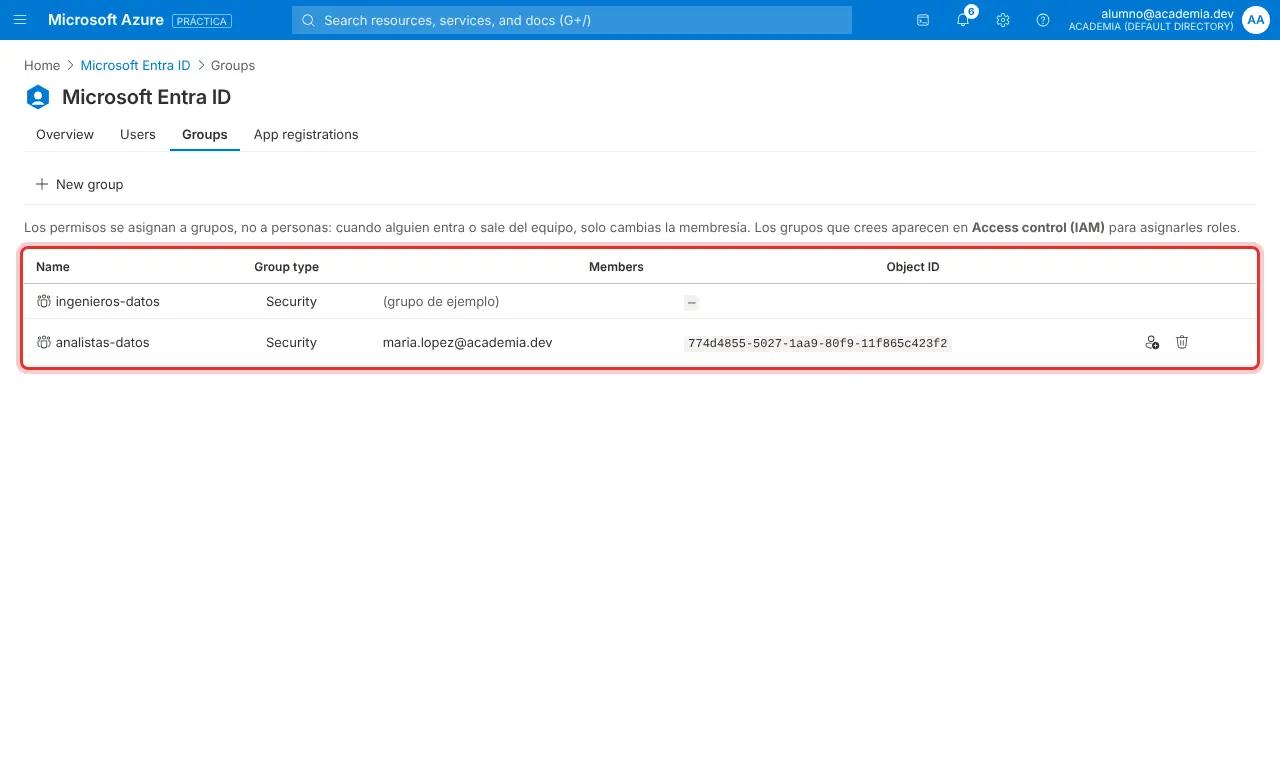 Microsoft Azure PRÁCTICA
Search resources, services, and docs (G+/)
6
alumno@academia.dev
ACADEMIA (DEFAULT DIRECTORY)
AA
Home > Microsoft Entra ID > Groups
Microsoft Entra ID
Overview Users Groups App registrations
+ New group
Los permisos se asignan a grupos, no a personas: cuando alguien entra o sale del equipo, solo cambias la membresía. Los grupos que crees aparecen en Access control (IAM) para asignarles roles.
Name Group type Members Object ID
ingenieros-datos Security (grupo de ejemplo) —
analistas-datos Security maria.lopez@academia.dev 774d4855-5027-1aa9-80f9-11f865c423f2